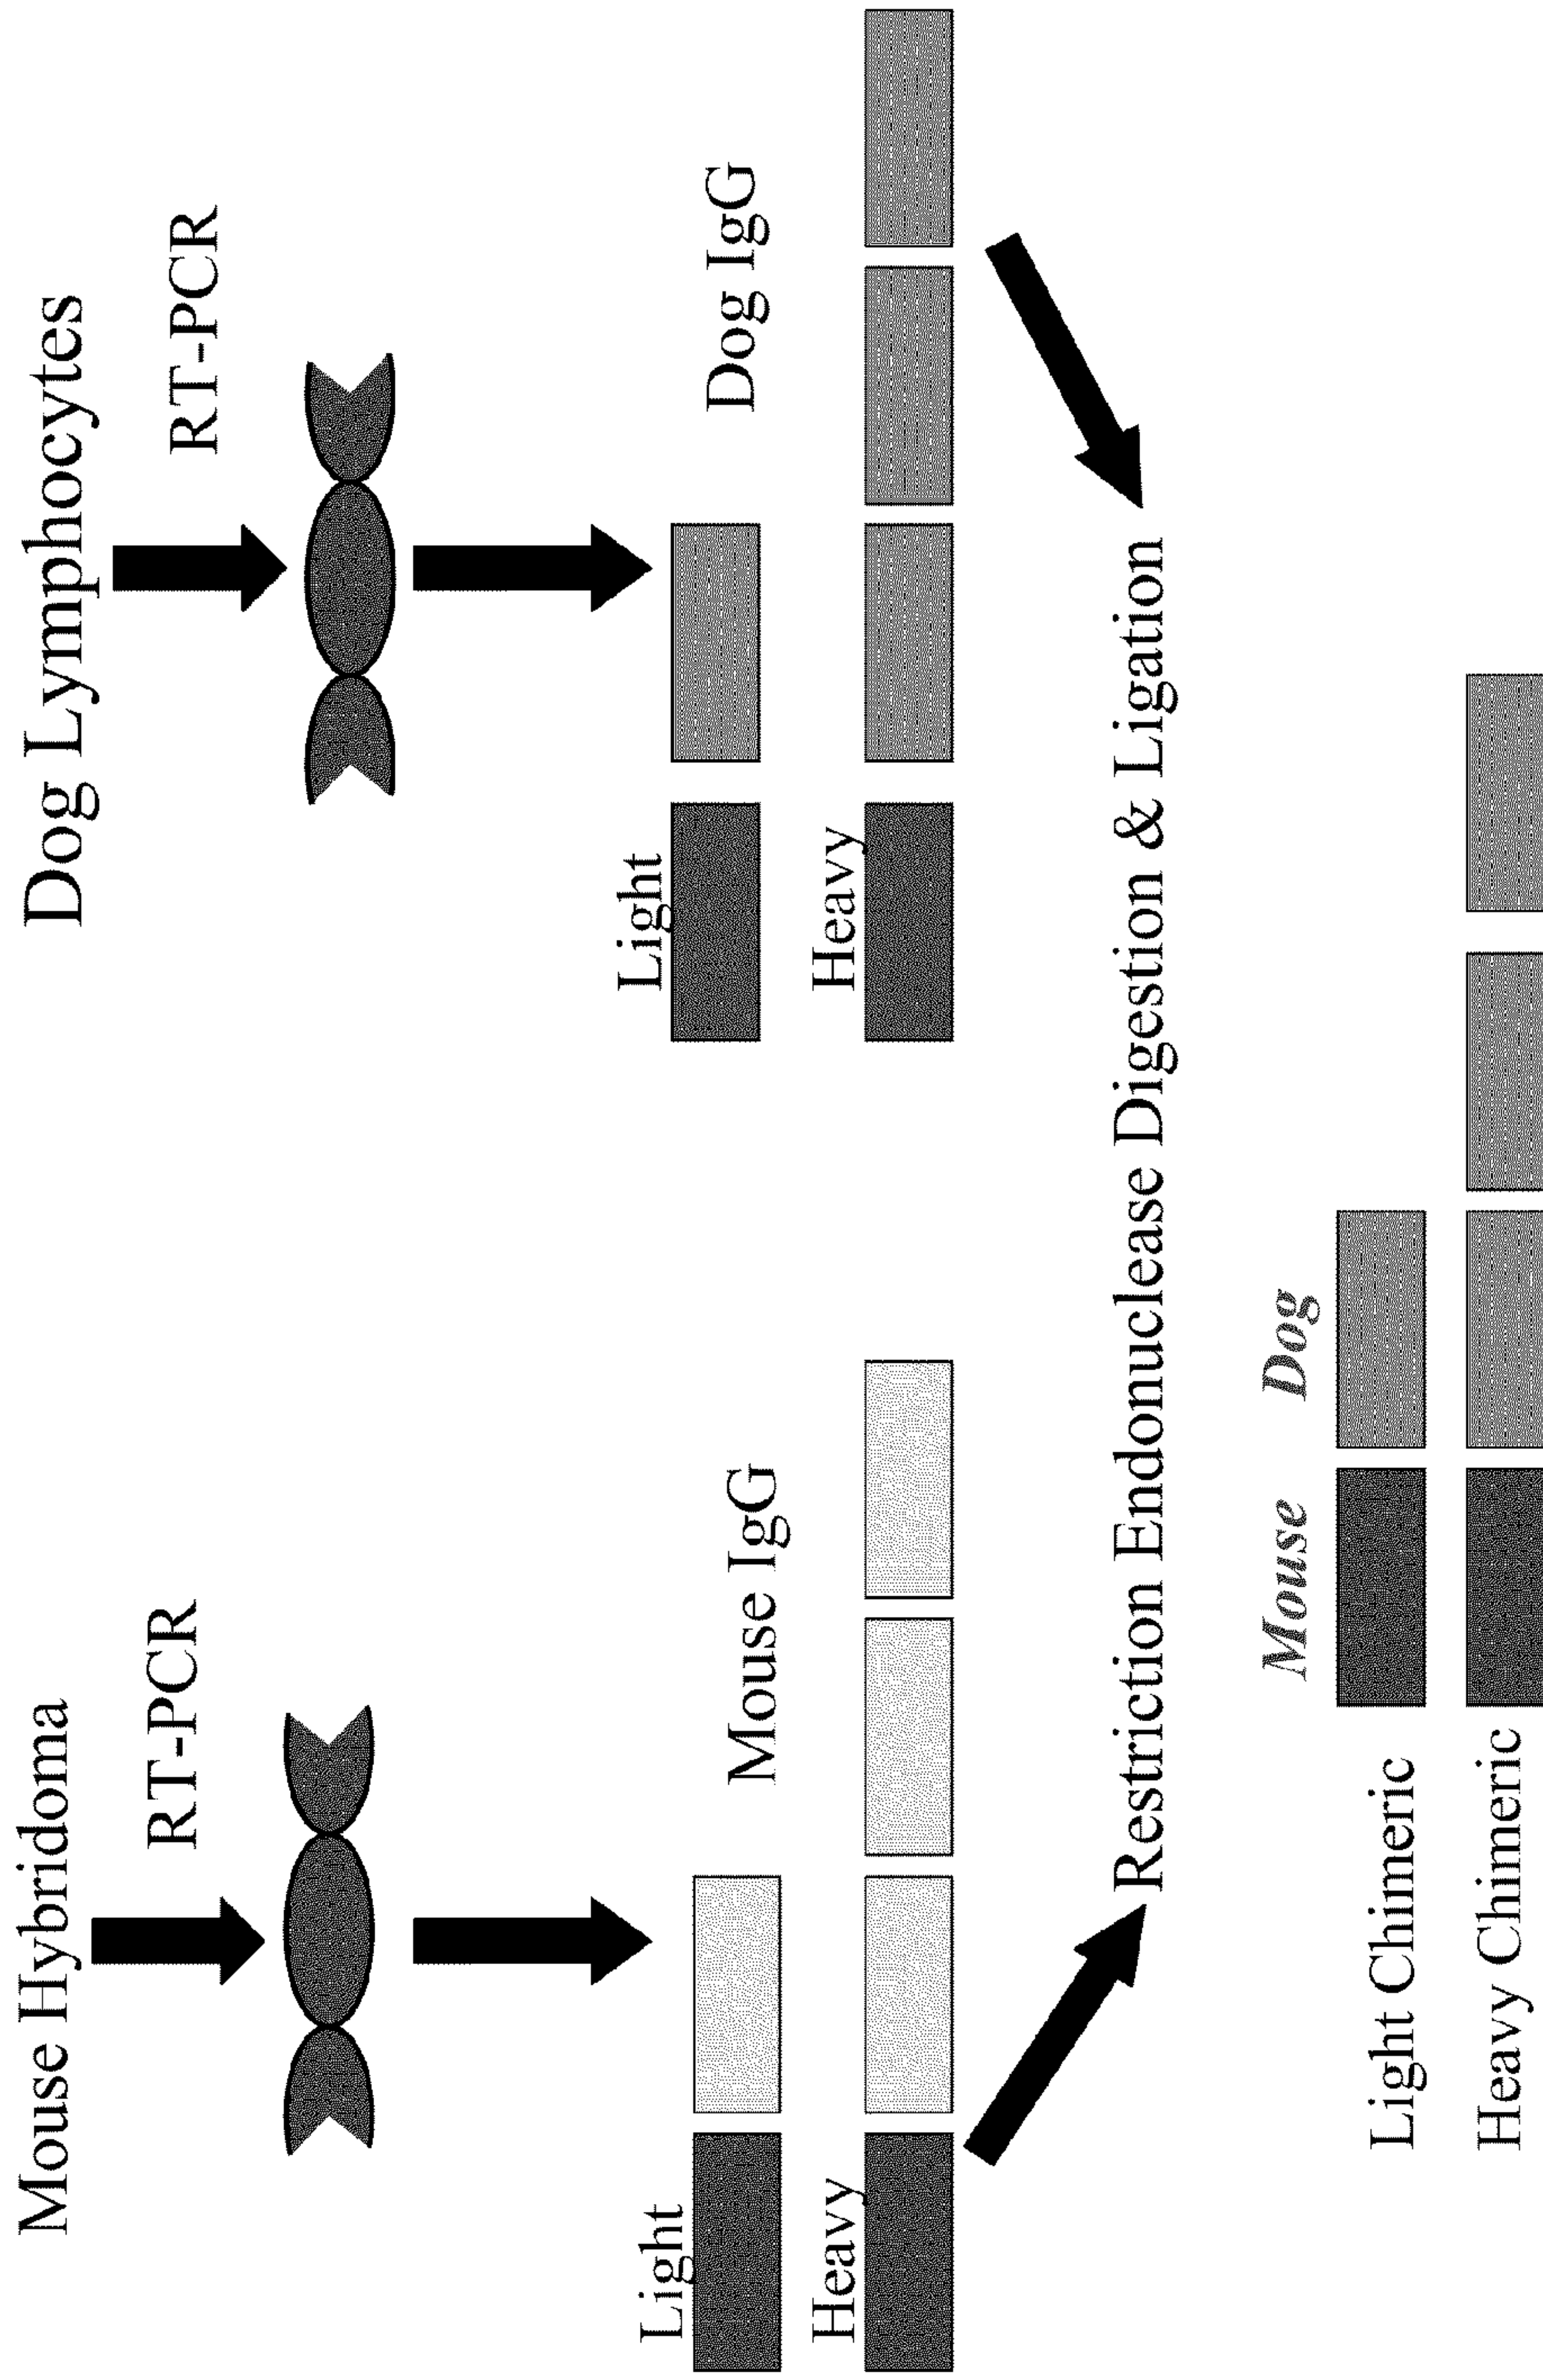 Mouse Hybridoma
RT-PCR
Light
Mouse IgG
Heavy
Dog Lymphocytes
RT-PCR
Light
Dog IgG
Heavy
Restriction Endonuclease Digestion & Ligation
Mouse Dog
Light Chimeric
Heavy Chimeric